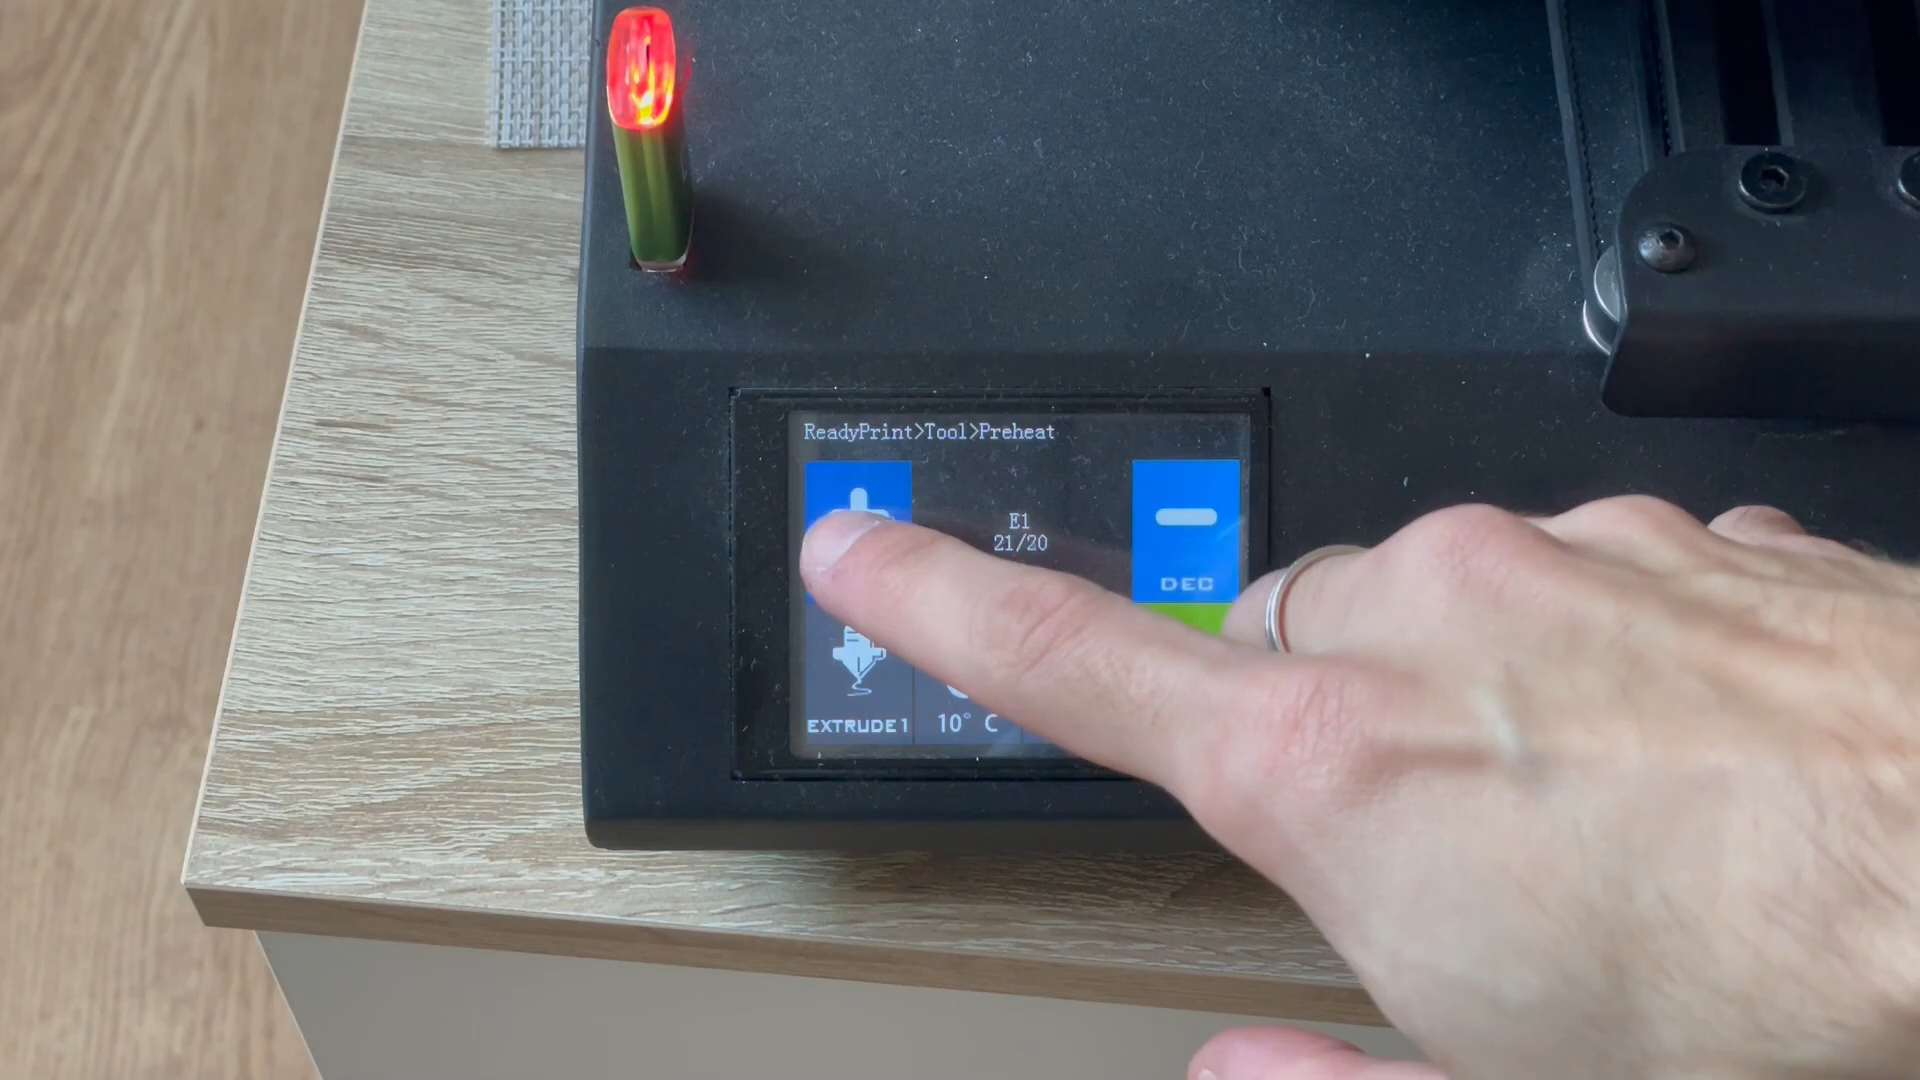 ReadyPrint>Tool>Preheat
E1
21/20
DEC
EXTRUDE1
10° C